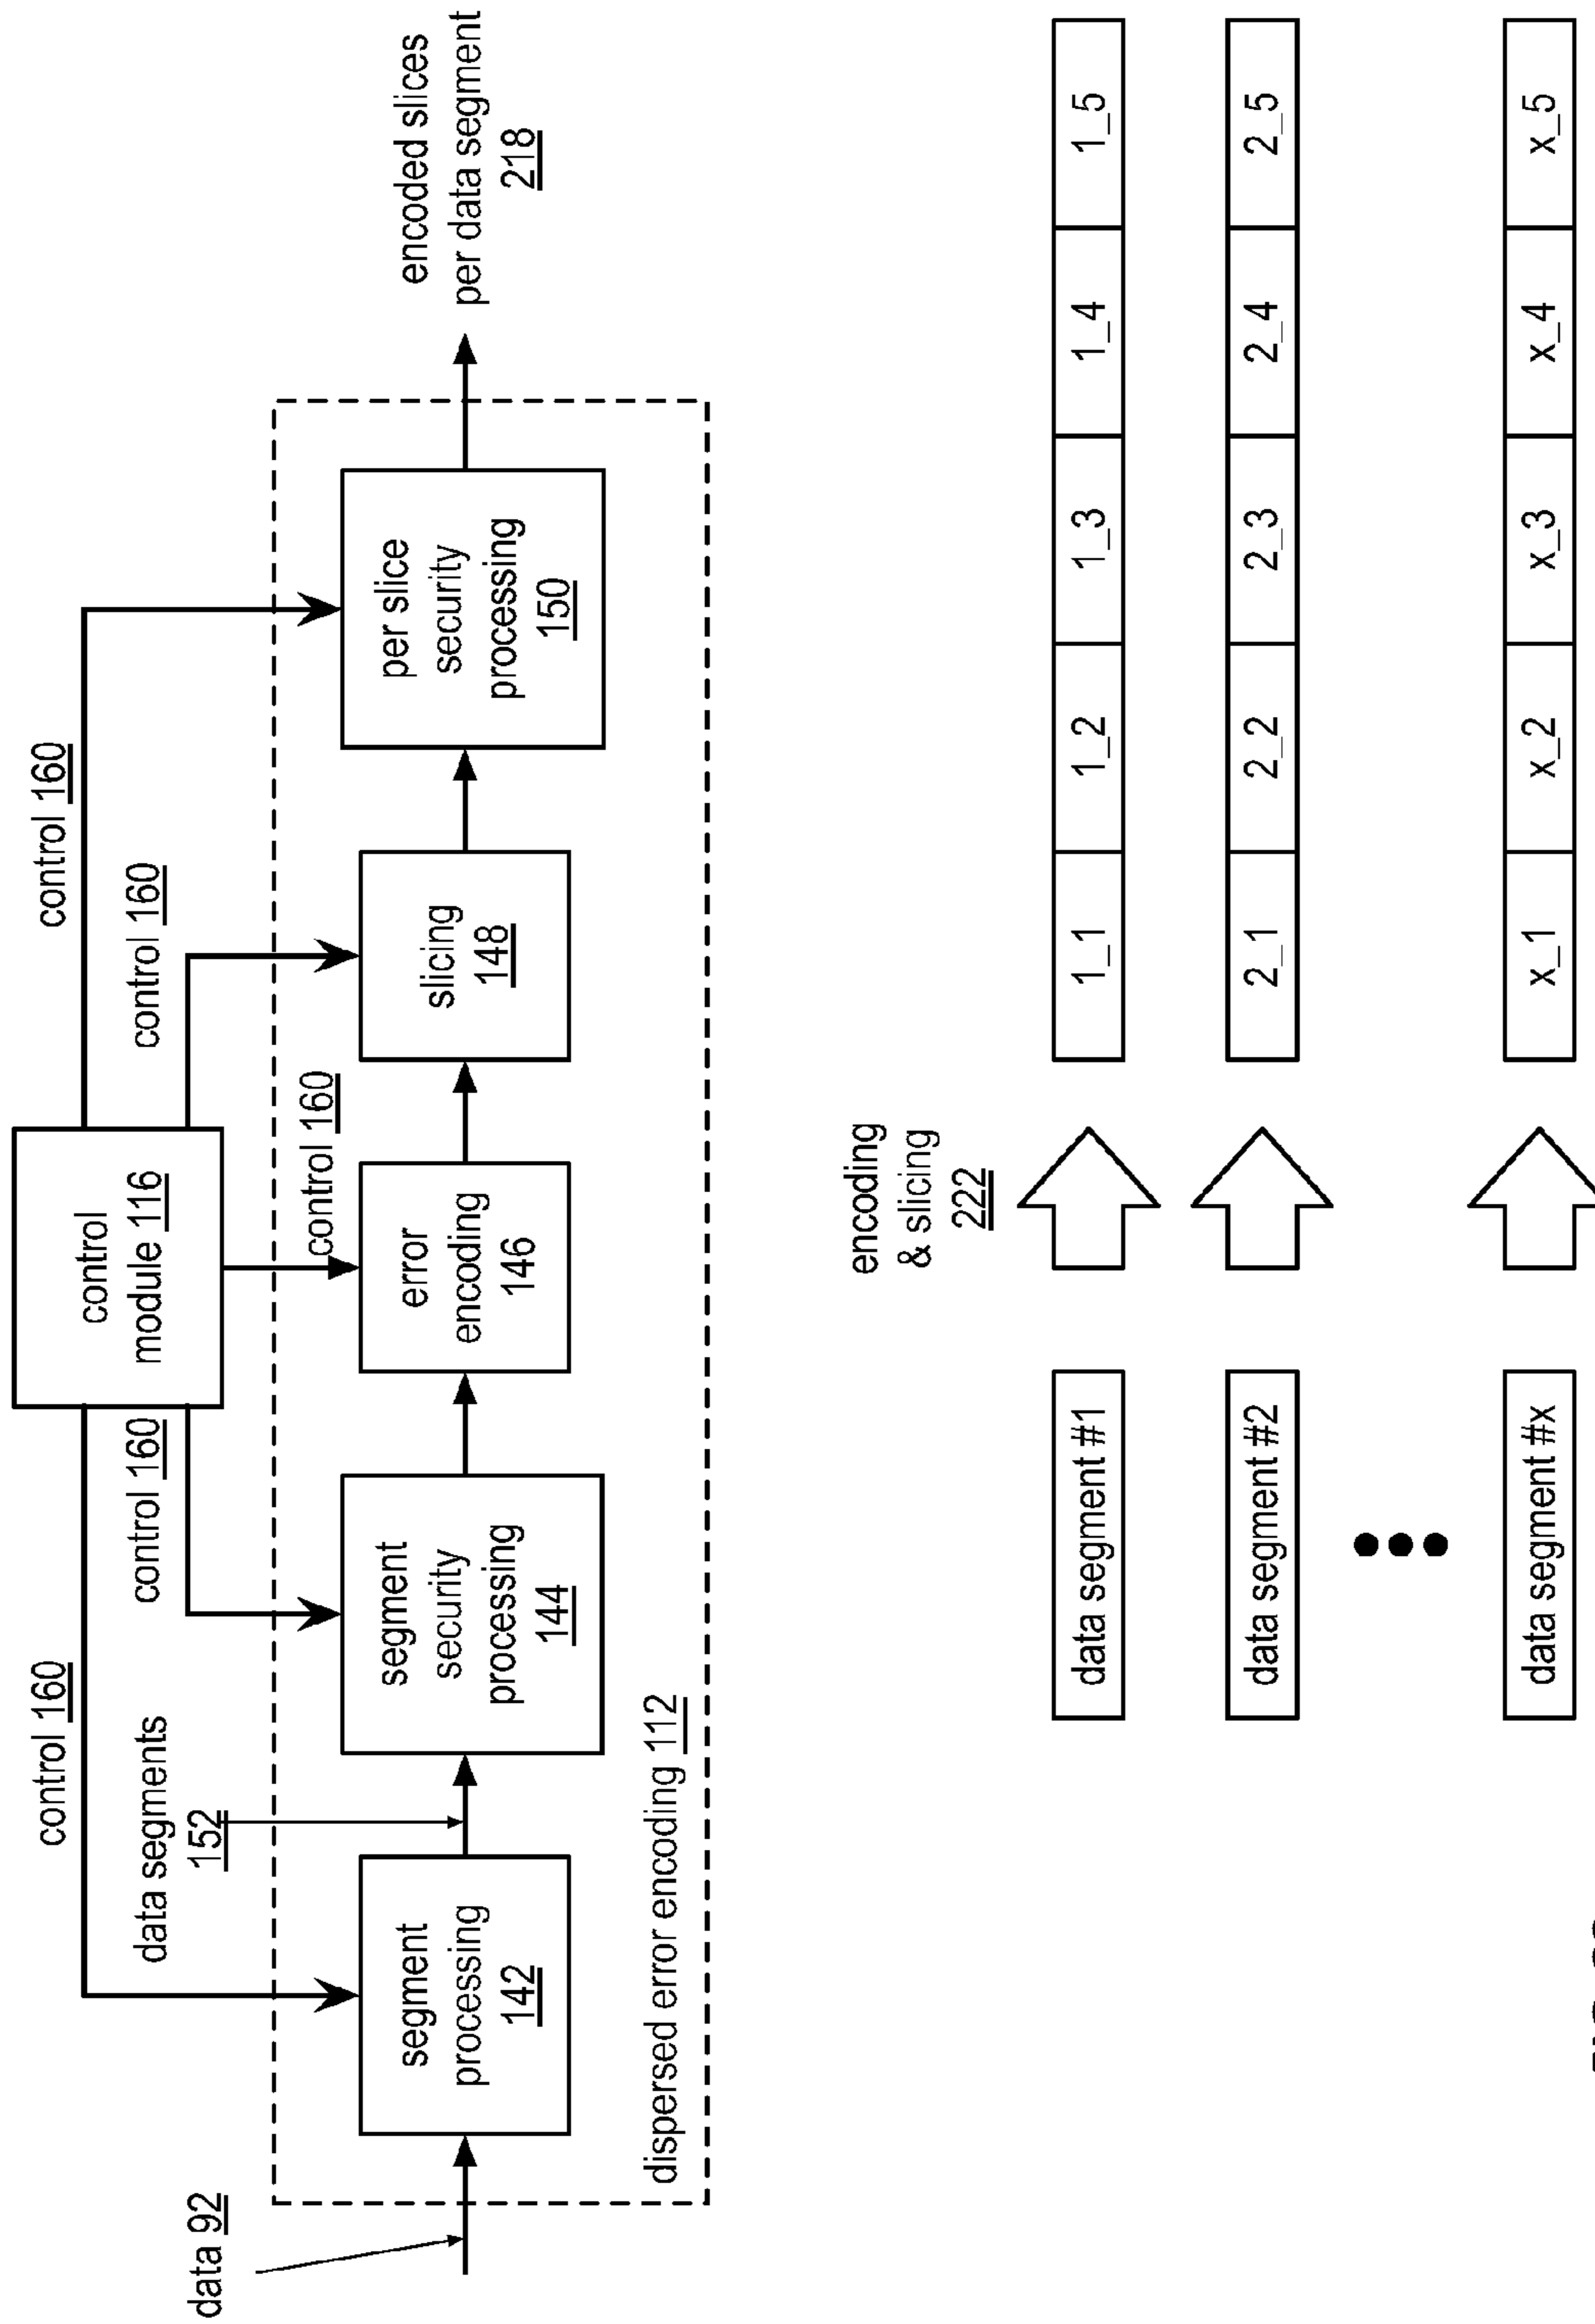 control
module 116
control 160
control 160
control 160
control 160
control 160
data segments
152
data 92
segment
processing
142
segment
security
processing
144
error
encoding
146
slicing
148
per slice
security
processing
150
encoded slices
per data segment
218
dispersed error encoding 112
encoding
& slicing
222
data segment #1
1_1
1_2
1_3
1_4
1_5
data segment #2
2_1
2_2
2_3
2_4
2_5
data segment #x
x_1
x_2
x_3
x_4
x_5